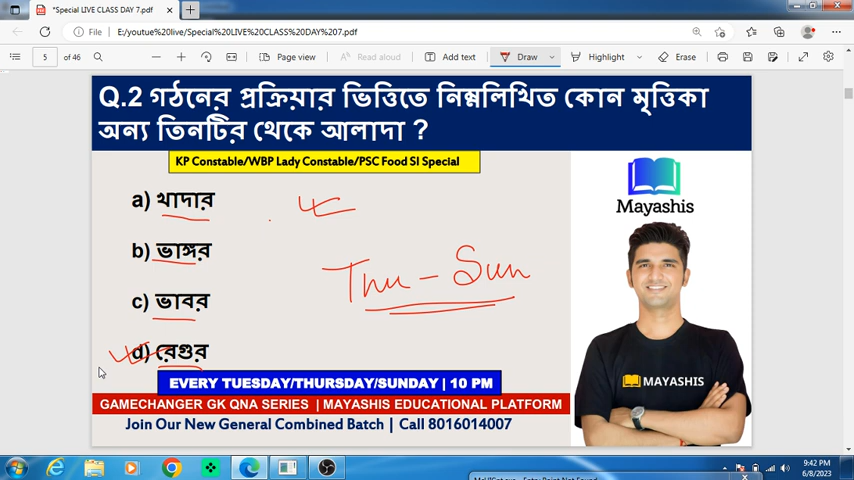 *Special LIVE CLASS DAY 7.pdf
File E:/youtue%20live/Special%20LIVE%20CLASS%20DAY%207.pdf
5 of 46 Page view Read aloud Draw Highlight Erase
Q.2 গঠনের প্রক্রিয়ার ভিত্তিতে নিম্নলিখিত কোন মৃত্তিকা
অন্য তিনটির থেকে আলাদা ?
KP Constable/WBP Lady Constable/PSC Food SI Special
a) খাদার
b) ভাঙ্গর
c) ভাবর
d) রেগুর
Thu - Sun
Mayashis
MAYASHIS
EVERY TUESDAY/THURSDAY/SUNDAY | 10 PM
GAMECHANGER GK QNA SERIES | MAYASHIS EDUCATIONAL PLATFORM
Join Our New General Combined Batch | Call 8016014007
9:42 PM
6/8/2023